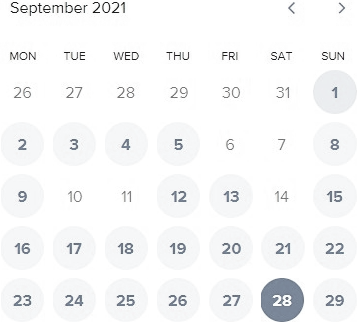 September 2021
MON TUE WED THU FRI SAT SUN
26 27 28 29 30 31 1
2 3 4 5 6 7 8
9 10 11 12 13 14 15
16 17 18 19 20 21 22
23 24 25 26 27 28 29